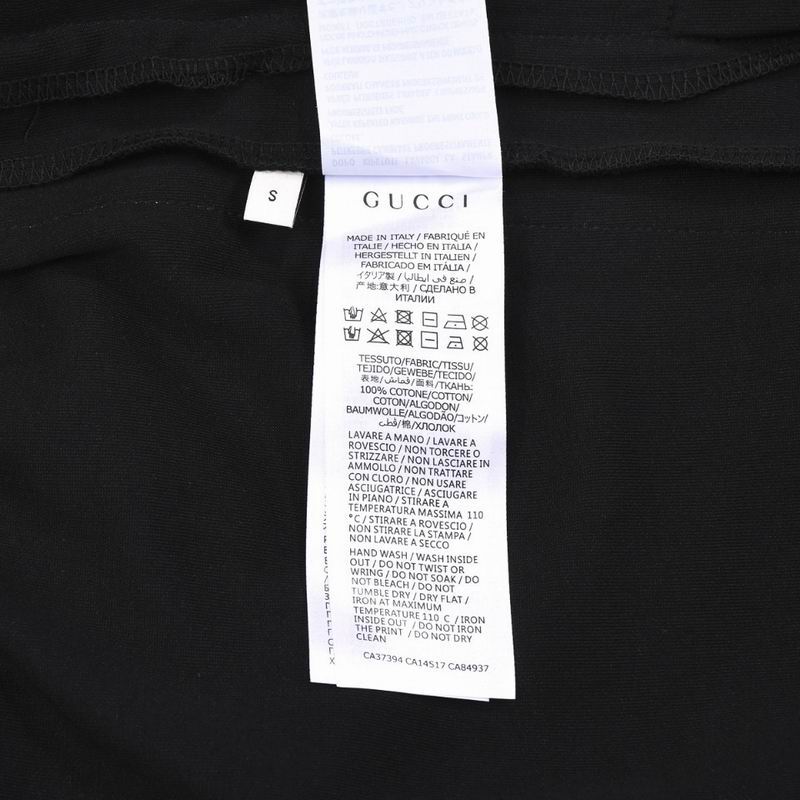 S
GUCCI
MADE IN ITALY / FABRIQUÉ EN
ITALIE / HECHO EN ITALIA /
HERGESTELLT IN ITALIEN /
FABRICADO EM ITÁLIA /
イタリア製 / صنع في ايطاليا /
产地:意大利 / СДЕЛАНО В
ИТАЛИИ
TESSUTO/FABRIC/TISSU/
TEJIDO/GEWEBE/TECIDO/
表地/قماش/面料/ТКАНЬ:
100% COTONE/COTTON/
COTON/ALGODON/
BAUMWOLLE/ALGODÃO/コットン/
قطن/棉/ХЛОПОК
LAVARE A MANO / LAVARE A
ROVESCIO / NON TORCERE O
STRIZZARE / NON LASCIARE IN
AMMOLLO / NON TRATTARE
CON CLORO / NON USARE
ASCIUGATRICE / ASCIUGARE
IN PIANO / STIRARE A
TEMPERATURA MASSIMA 110
°C / STIRARE A ROVESCIO /
NON STIRARE LA STAMPA /
NON LAVARE A SECCO
HAND WASH / WASH INSIDE
OUT / DO NOT TWIST OR
WRING / DO NOT SOAK / DO
NOT BLEACH / DO NOT
TUMBLE DRY / DRY FLAT /
IRON AT MAXIMUM
TEMPERATURE 110 C / IRON
INSIDE OUT / DO NOT IRON
THE PRINT / DO NOT DRY
CLEAN
CA37394 CA14517 CA84937